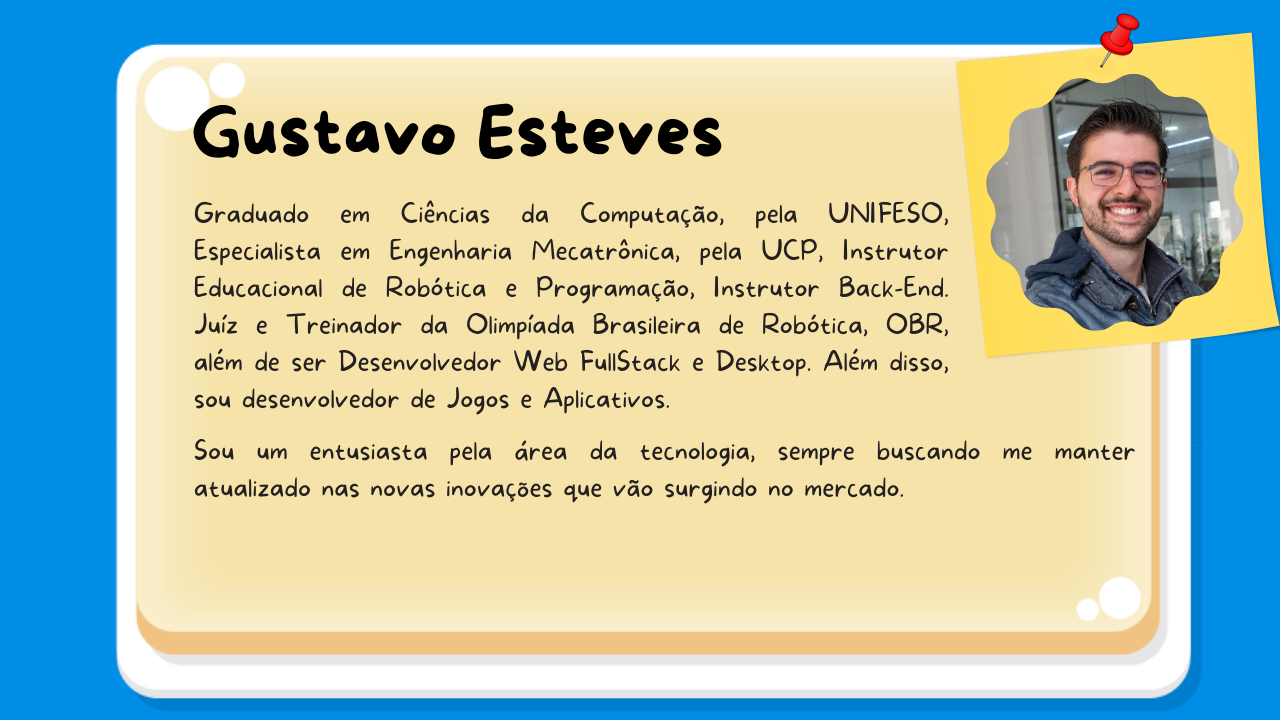 Gustavo Esteves
Graduado em Ciências da Computação, pela UNIFESO,
Especialista em Engenharia Mecatrônica, pela UCP, Instrutor
Educacional de Robótica e Programação, Instrutor Back-End.
Juíz e Treinador da Olimpíada Brasileira de Robótica, OBR,
além de ser Desenvolvedor Web FullStack e Desktop. Além disso,
sou desenvolvedor de Jogos e Aplicativos.
Sou um entusiasta pela área da tecnologia, sempre buscando me manter
atualizado nas novas inovações que vão surgindo no mercado.